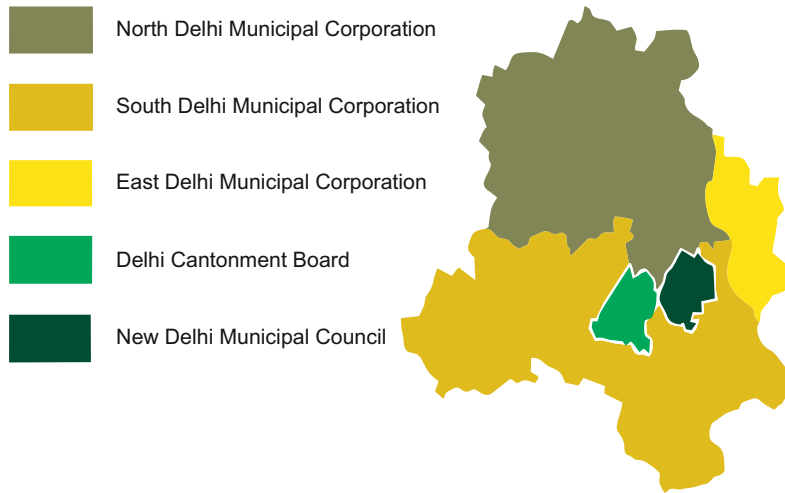 North Delhi Municipal Corporation
South Delhi Municipal Corporation
East Delhi Municipal Corporation
Delhi Cantonment Board
New Delhi Municipal Council